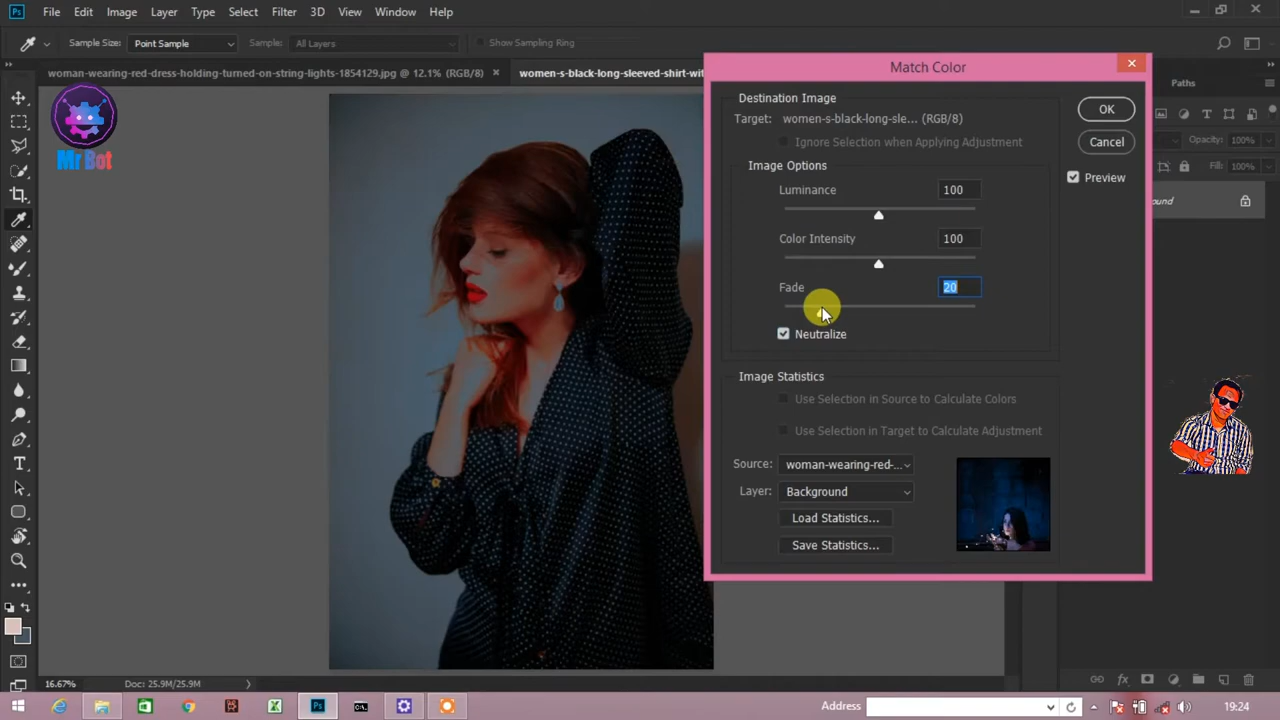 Ps File Edit Image Layer Type Select Filter 3D View Window Help
Sample Size: Point Sample Sample: All Layers Show Sampling Ring
woman-wearing-red-dress-holding-turned-on-string-lights-1854129.jpg @ 12.1% (RGB/8) ×
women-s-black-long-sleeved-shirt-wit
Mr Bot
Match Color
Destination Image
Target: women-s-black-long-sle... (RGB/8)
Ignore Selection when Applying Adjustment
Image Options
Luminance 100
Color Intensity 100
Fade 20
Neutralize
Image Statistics
Use Selection in Source to Calculate Colors
Use Selection in Target to Calculate Adjustment
Source: woman-wearing-red-...
Layer: Background
Load Statistics...
Save Statistics...
OK
Cancel
Preview
Paths
Opacity: 100%
Fill: 100%
ound
16.67% Doc: 25.9M/25.9M
Address
19:24